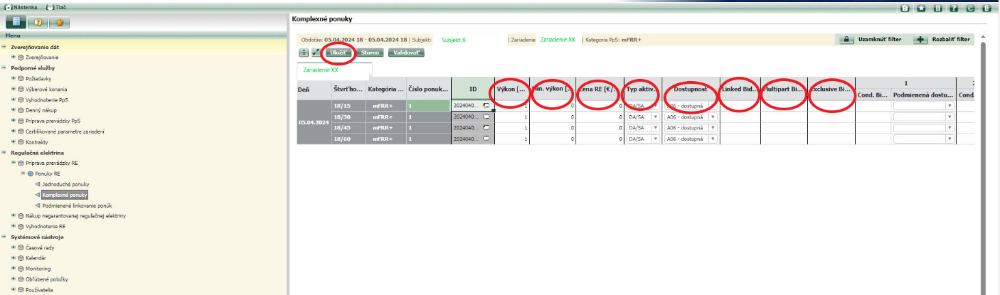 Nástenka Tlač
Menu
Zverejňovanie dát
Zverejňovanie
Podporné služby
Požiadavky
Výberové konania
Vyhodnotenie PpS
Denný nákup
Príprava prevádzky PpS
Certifikované parametre zariadení
Kontrakty
Regulačná elektrina
Príprava prevádzky RE
Ponuky RE
Jednoduché ponuky
Komplexné ponuky
Podmienené linkovanie ponúk
Nákup negarantovanej regulačnej elektriny
Vyhodnotenie RE
Systémové nástroje
Časové rady
Kalendár
Monitoring
Obľúbené položky
Používatelia
Komplexné ponuky
Obdobie: 05.04.2024 18 - 05.04.2024 18 | Subjekt: Subjekt X | Zariadenie Zariadenie XX | Kategoria PpS: mFRR+ Uzamknúť filter Rozbaliť filter
Uložiť Storno Validovať
Zariadenie XX
Deň Štvrťho... Kategória ... Číslo ponuk... ID Výkon [... Min. výkon [... Cena RE [€/... Typ aktiv... Dostupnost Linked Bid... Multipart Bi... Exclusive Bi... 1
Cond. Bi... Podmienená dostu... Cond.
05.04.2024
18/15 mFRR+ 1 2024040... 1 0 0 DA/SA A06 - dostupná
18/30 mFRR+ 1 2024040... 1 0 0 DA/SA A06 - dostupná
18/45 mFRR+ 1 2024040... 1 0 0 DA/SA A06 - dostupná
18/60 mFRR+ 1 2024040... 1 0 0 DA/SA A06 - dostupná